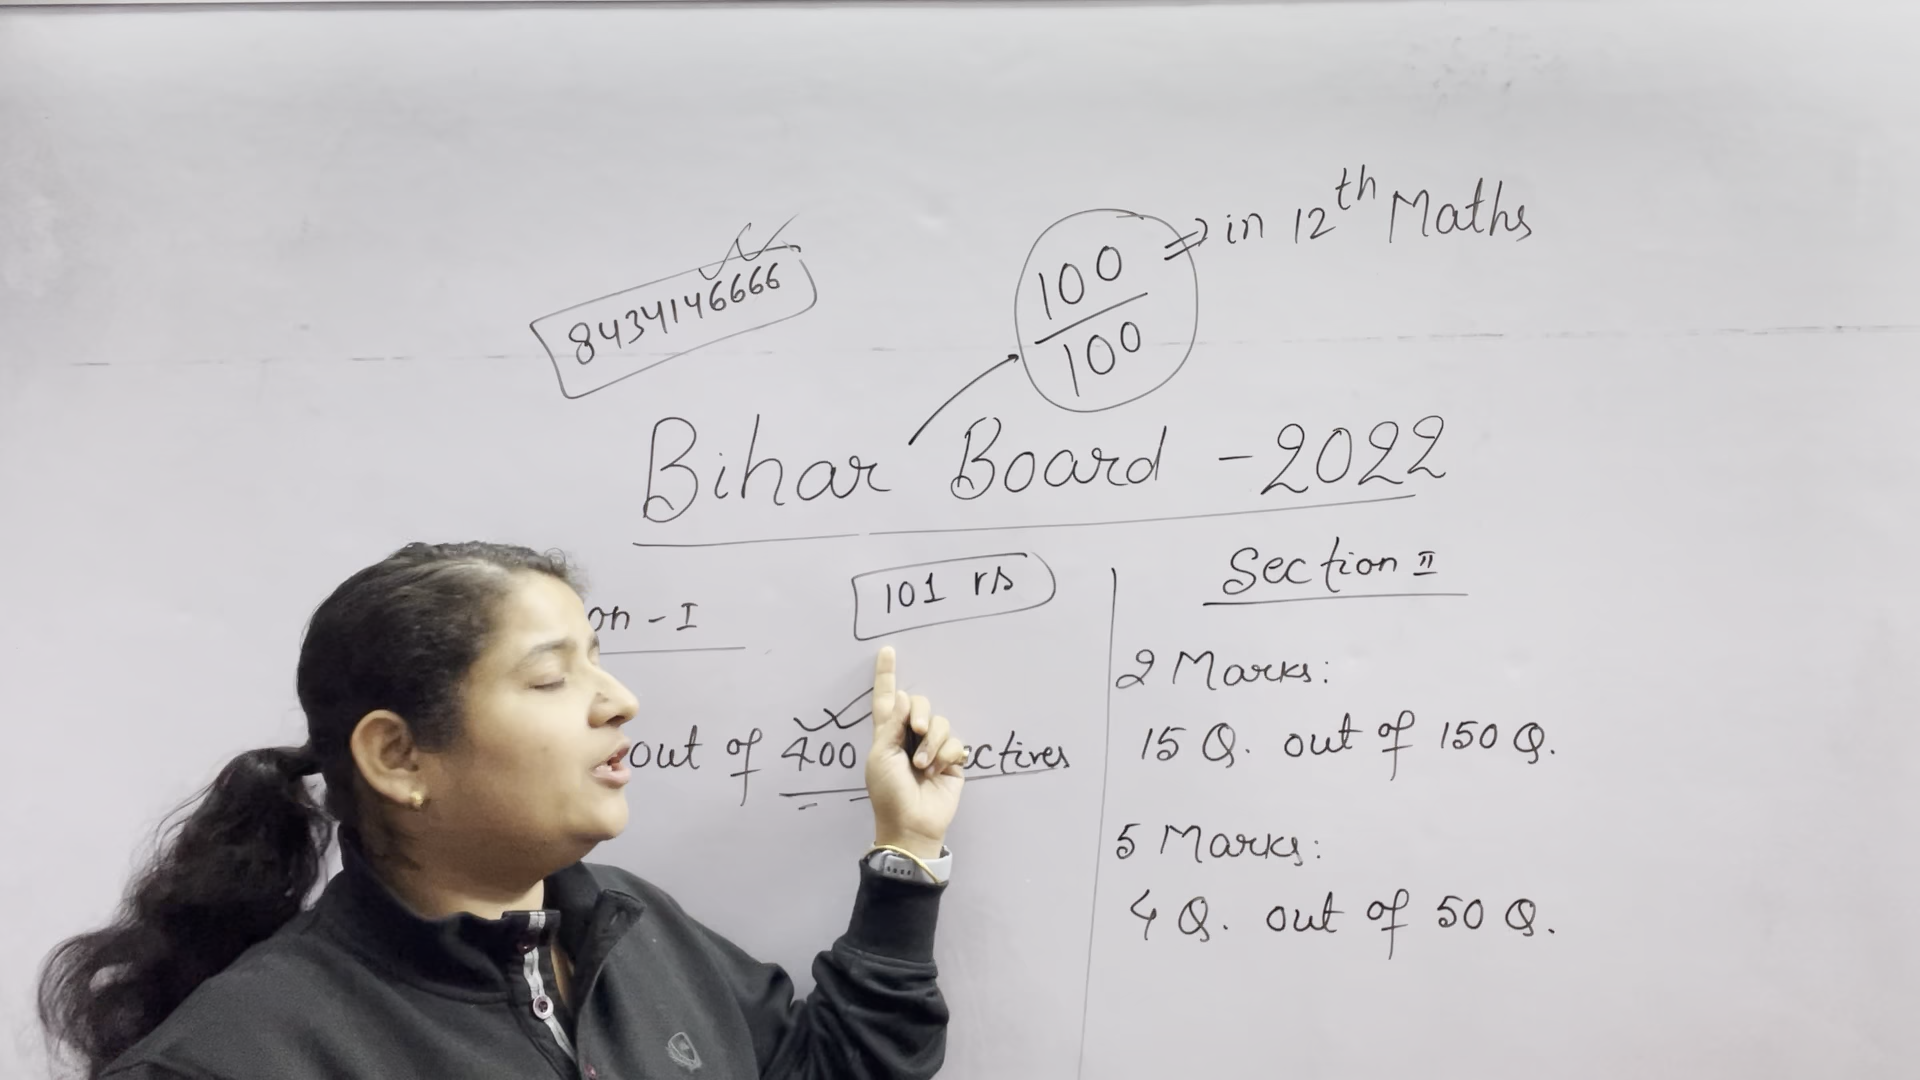 in 12th Maths
100
100
8434146666
Bihar Board - 2022
on - I
101 rs
out of 400
ectives
Section II
2 Marks:
15 Q. out of 150 Q.
5 Marks:
4 Q. out of 50 Q.